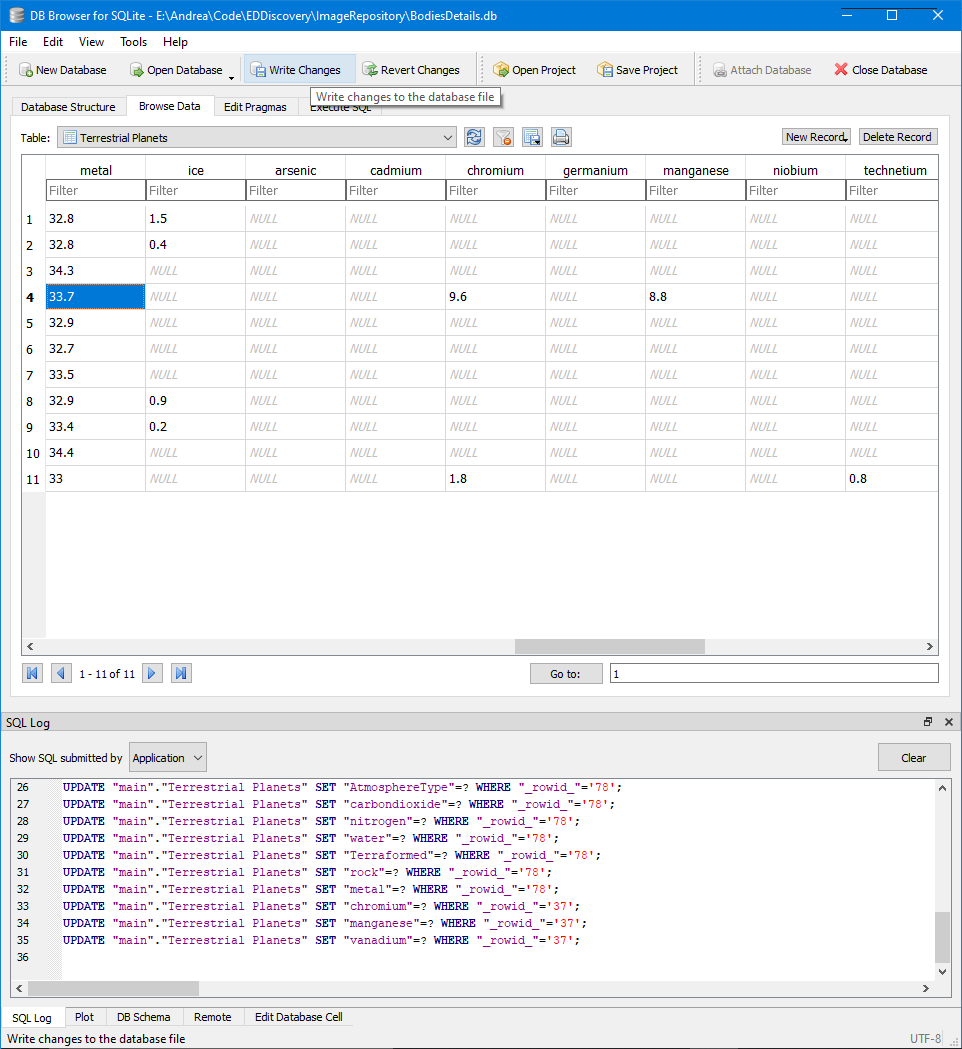 DB Browser for SQLite - E:\Andrea\Code\EDDiscovery\ImageRepository\BodiesDetails.db
File Edit View Tools Help
New Database Open Database Write Changes Revert Changes Open Project Save Project Attach Database Close Database
Write changes to the database file
Database Structure Browse Data Edit Pragmas Execute SQL
Table: Terrestrial Planets New Record Delete Record
metal ice arsenic cadmium chromium germanium manganese niobium technetium
Filter Filter Filter Filter Filter Filter Filter Filter Filter
1 32.8 1.5 NULL NULL NULL NULL NULL NULL NULL
2 32.8 0.4 NULL NULL NULL NULL NULL NULL NULL
3 34.3 NULL NULL NULL NULL NULL NULL NULL NULL
4 33.7 NULL NULL NULL 9.6 NULL 8.8 NULL NULL
5 32.9 NULL NULL NULL NULL NULL NULL NULL NULL
6 32.7 NULL NULL NULL NULL NULL NULL NULL NULL
7 33.5 NULL NULL NULL NULL NULL NULL NULL NULL
8 32.9 0.9 NULL NULL NULL NULL NULL NULL NULL
9 33.4 0.2 NULL NULL NULL NULL NULL NULL NULL
10 34.4 NULL NULL NULL NULL NULL NULL NULL NULL
11 33 NULL NULL NULL 1.8 NULL NULL NULL 0.8
1 - 11 of 11 Go to: 1
SQL Log
Show SQL submitted by Application Clear
26 UPDATE "main"."Terrestrial Planets" SET "AtmosphereType"=? WHERE "_rowid_"='78';
27 UPDATE "main"."Terrestrial Planets" SET "carbondioxide"=? WHERE "_rowid_"='78';
28 UPDATE "main"."Terrestrial Planets" SET "nitrogen"=? WHERE "_rowid_"='78';
29 UPDATE "main"."Terrestrial Planets" SET "water"=? WHERE "_rowid_"='78';
30 UPDATE "main"."Terrestrial Planets" SET "Terraformed"=? WHERE "_rowid_"='78';
31 UPDATE "main"."Terrestrial Planets" SET "rock"=? WHERE "_rowid_"='78';
32 UPDATE "main"."Terrestrial Planets" SET "metal"=? WHERE "_rowid_"='78';
33 UPDATE "main"."Terrestrial Planets" SET "chromium"=? WHERE "_rowid_"='37';
34 UPDATE "main"."Terrestrial Planets" SET "manganese"=? WHERE "_rowid_"='37';
35 UPDATE "main"."Terrestrial Planets" SET "vanadium"=? WHERE "_rowid_"='37';
36
SQL Log Plot DB Schema Remote Edit Database Cell
Write changes to the database file UTF-8